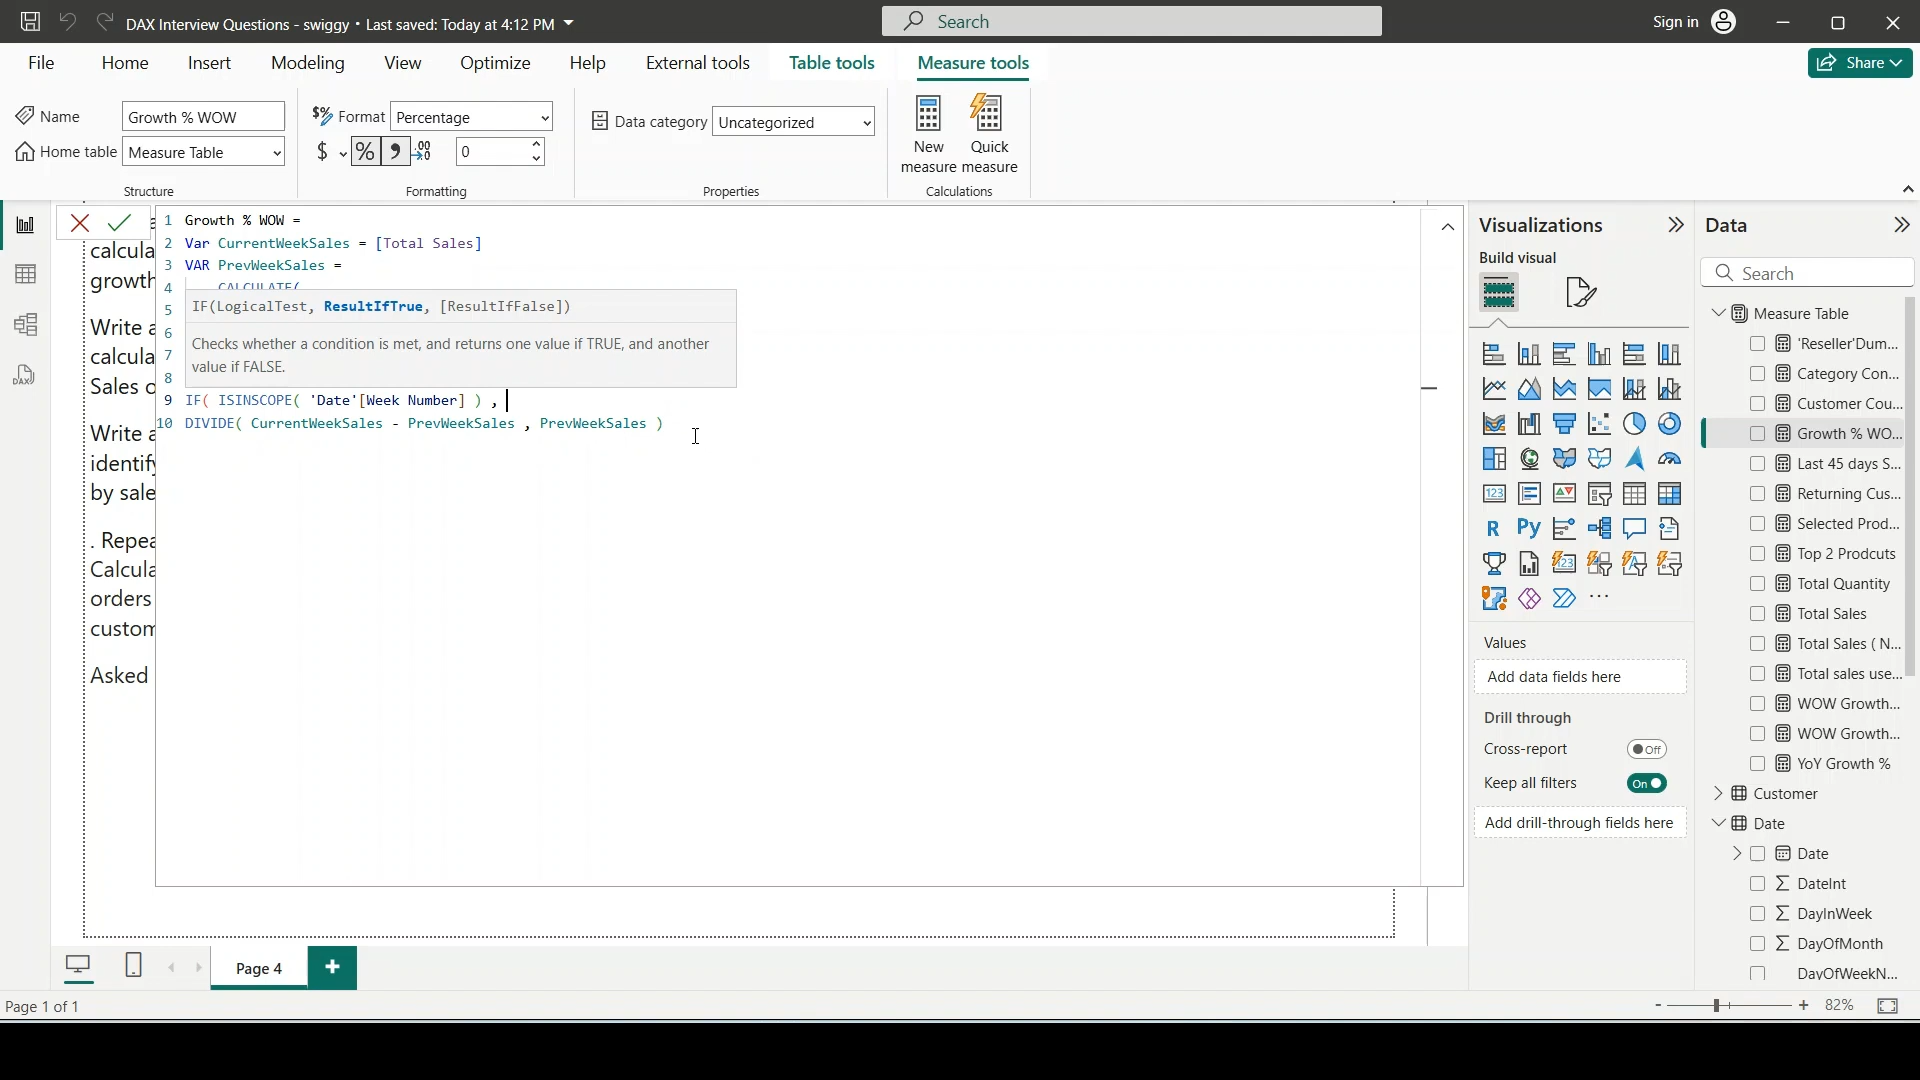 DAX Interview Questions - swiggy • Last saved: Today at 4:12 PM
Search
Sign in
File Home Insert Modeling View Optimize Help External tools Table tools Measure tools
Share
Name Growth % WOW
Home table Measure Table
Structure
$% Format Percentage
$ % 9 .00 0
Formatting
Data category Uncategorized
Properties
New measure
Quick measure
Calculations
calcula
growth
Write a
calcula
Sales o
Write a
identify
by sale
. Repea
Calcula
orders
custom
Asked
1 Growth % WOW =
2 Var CurrentWeekSales = [Total Sales]
3 VAR PrevWeekSales =
4 CALCULATE(
5
6
7
8
IF(LogicalTest, ResultIfTrue, [ResultIfFalse])
Checks whether a condition is met, and returns one value if TRUE, and another
value if FALSE.
9 IF( ISINSCOPE( 'Date'[Week Number] ) ,
10 DIVIDE( CurrentWeekSales - PrevWeekSales , PrevWeekSales )
Visualizations
Build visual
123
R Py
123
Values
Add data fields here
Drill through
Cross-report Off
Keep all filters On
Add drill-through fields here
Data
Search
Measure Table
'Reseller'Dum...
Category Con...
Customer Cou...
Growth % WO...
Last 45 days S...
Returning Cus...
Selected Prod...
Top 2 Prodcuts
Total Quantity
Total Sales
Total Sales ( N...
Total sales use...
WOW Growth...
WOW Growth...
YoY Growth %
Customer
Date
Date
DateInt
DayInWeek
DayOfMonth
DayOfWeekN...
DAX
Page 4
Page 1 of 1
- + 82%